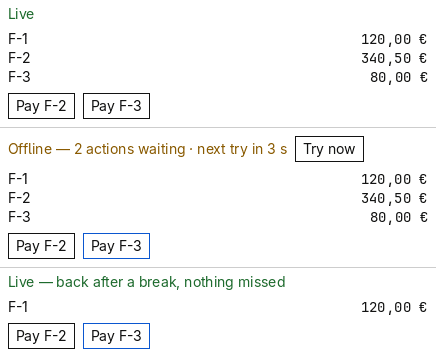 Live
F-1 120,00 €
F-2 340,50 €
F-3 80,00 €
Pay F-2 Pay F-3
Offline — 2 actions waiting · next try in 3 s Try now
F-1 120,00 €
F-2 340,50 €
F-3 80,00 €
Pay F-2 Pay F-3
Live — back after a break, nothing missed
F-1 120,00 €
Pay F-2 Pay F-3